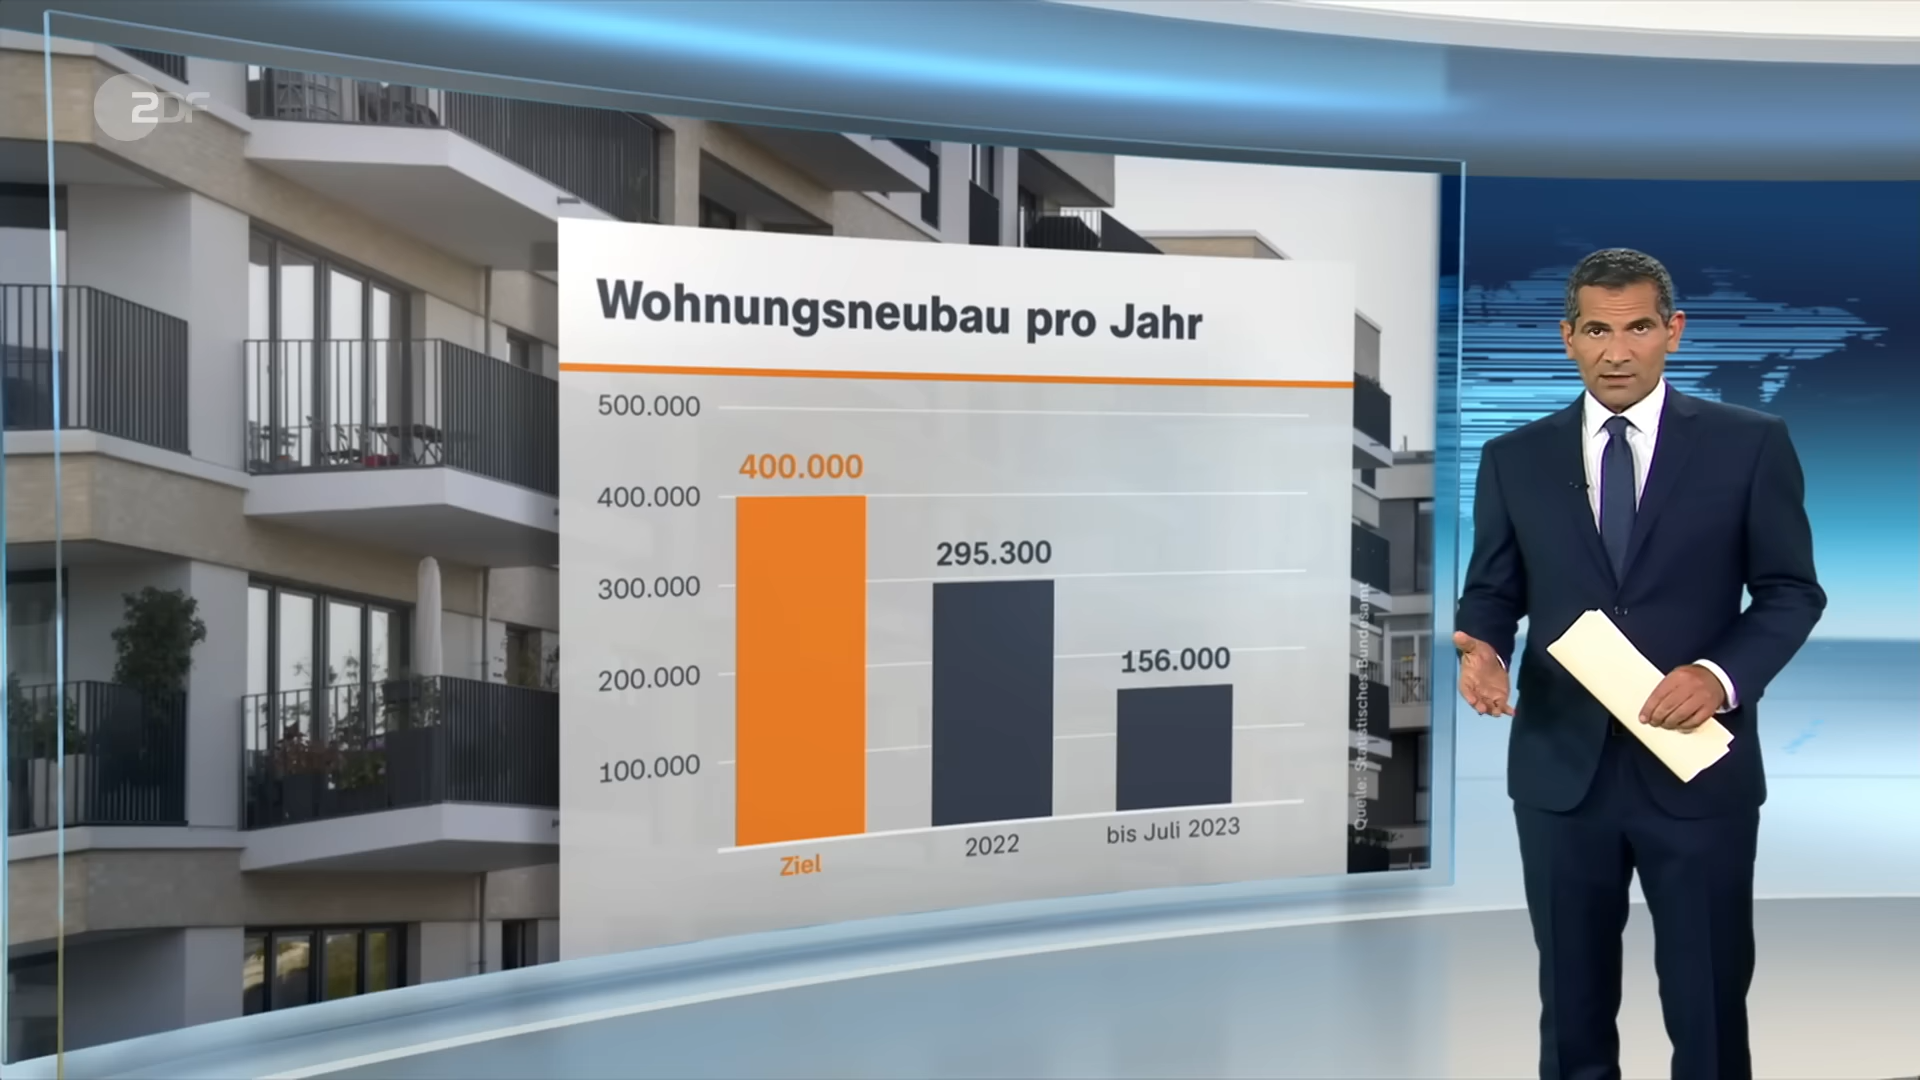 ZDF
Wohnungsneubau pro Jahr
500.000
400.000
400.000
295.300
300.000
156.000
200.000
100.000
Ziel
2022
bis Juli 2023
Quelle: Statistisches Bundesamt